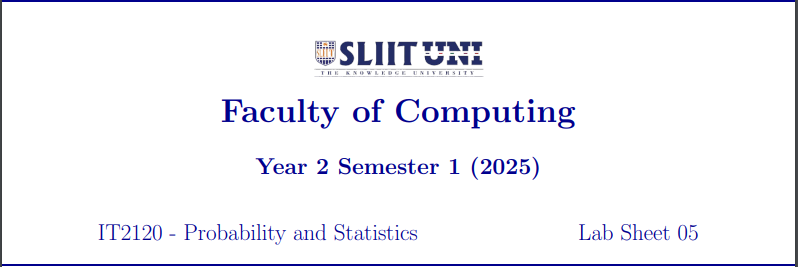 SLIIT UNI
THE KNOWLEDGE UNIVERSITY
Faculty of Computing
Year 2 Semester 1 (2025)
IT2120 - Probability and Statistics Lab Sheet 05